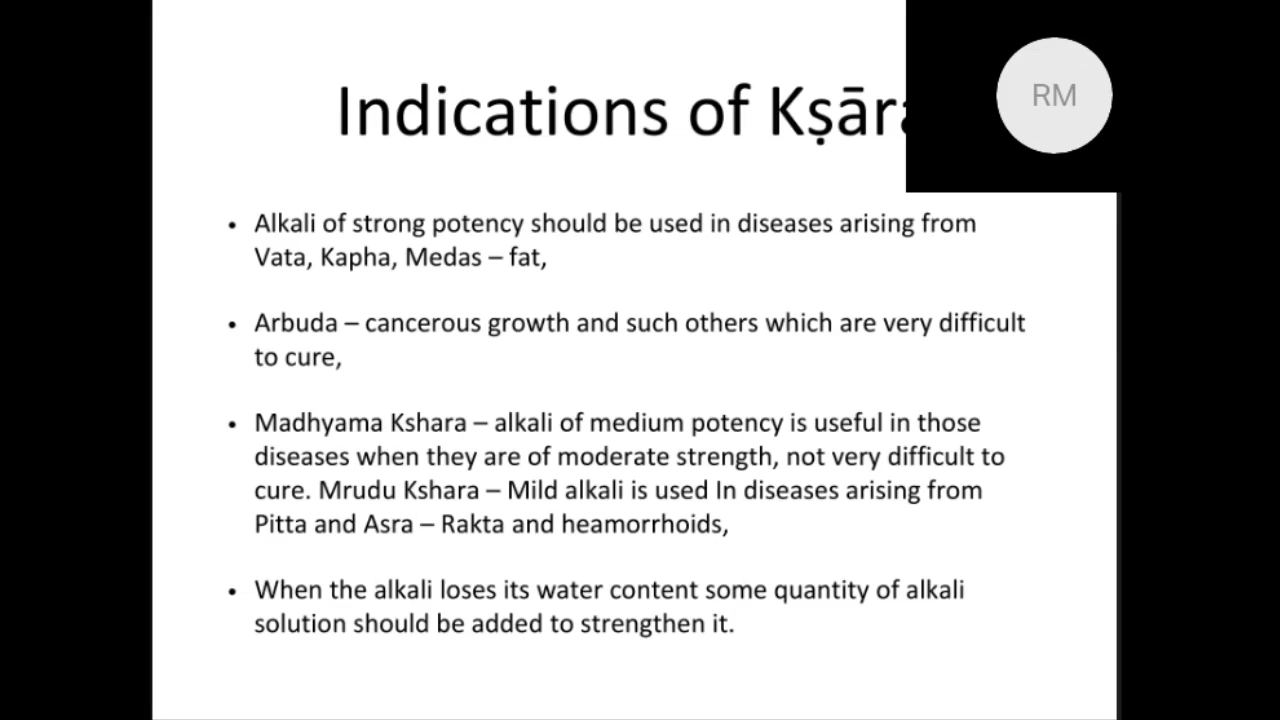 Indications of Kṣāra
RM
• Alkali of strong potency should be used in diseases arising from
Vata, Kapha, Medas – fat,
• Arbuda – cancerous growth and such others which are very difficult
to cure,
• Madhyama Kshara – alkali of medium potency is useful in those
diseases when they are of moderate strength, not very difficult to
cure. Mrudu Kshara – Mild alkali is used In diseases arising from
Pitta and Asra – Rakta and heamorrhoids,
• When the alkali loses its water content some quantity of alkali
solution should be added to strengthen it.